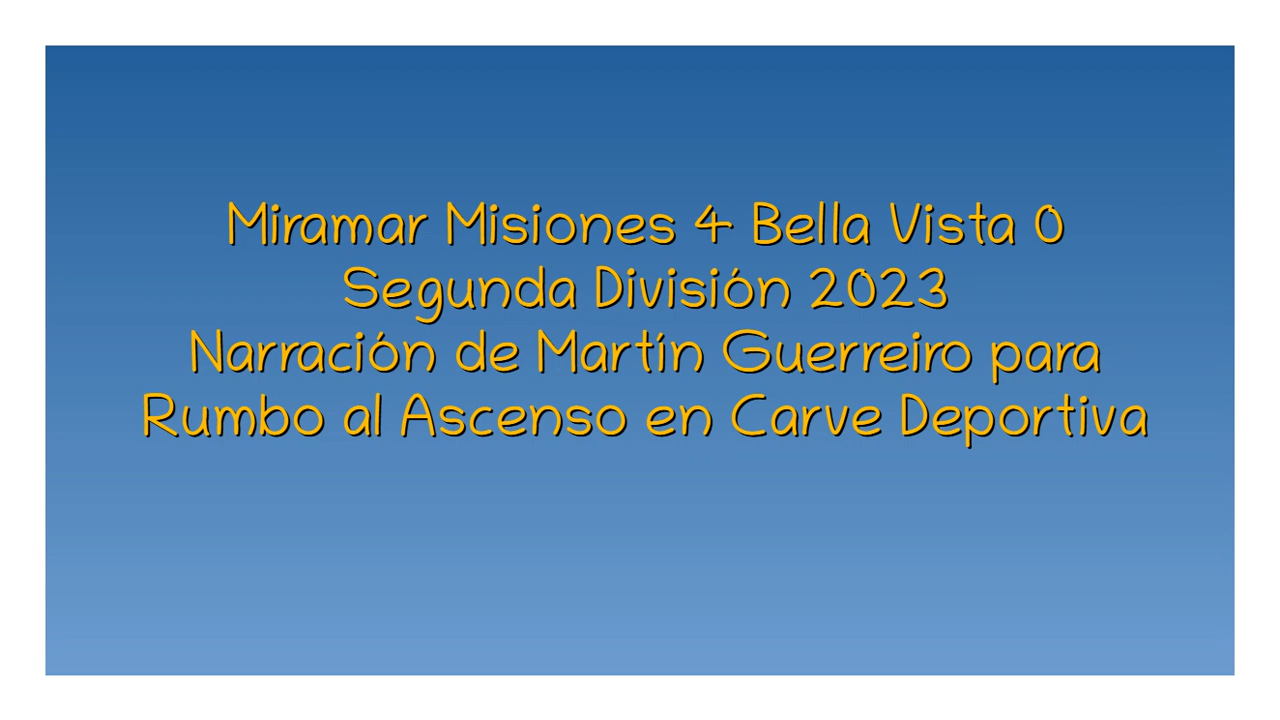 Miramar Misiones 4 Bella Vista 0
Segunda División 2023
Narración de Martín Guerreiro para
Rumbo al Ascenso en Carve Deportiva